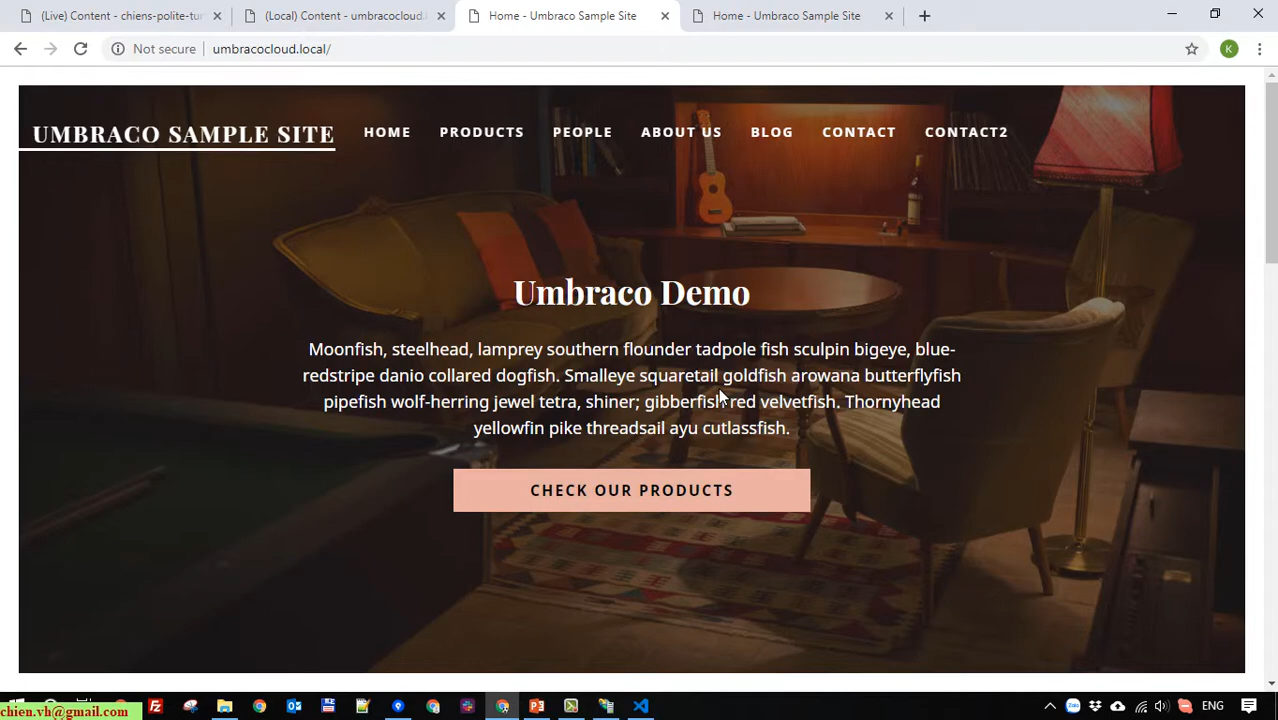 (Live) Content - chiens-polite-tur
(Local) Content - umbracocloud.l
Home - Umbraco Sample Site
Home - Umbraco Sample Site
Not secure
umbracocloud.local/
K
UMBRACO SAMPLE SITE
HOME
PRODUCTS
PEOPLE
ABOUT US
BLOG
CONTACT
CONTACT2
Umbraco Demo
Moonfish, steelhead, lamprey southern flounder tadpole fish sculpin bigeye, blue-
redstripe danio collared dogfish. Smalleye squaretail goldfish arowana butterflyfish
pipefish wolf-herring jewel tetra, shiner; gibberfish red velvetfish. Thornyhead
yellowfin pike threadsail ayu cutlassfish.
CHECK OUR PRODUCTS
chien.vh@gmail.com
ENG